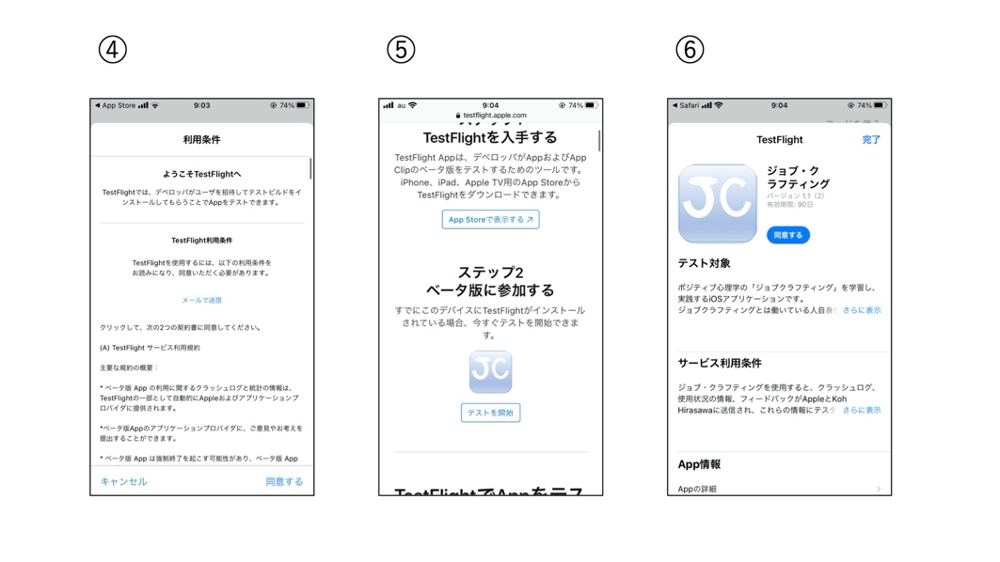 ④
⑤
⑥
App Store
9:03
74%
利用条件
ようこそTestFlightへ
TestFlightでは、デベロッパがユーザを招待してテストビルドをイ
ンストールしてもらうことでAppをテストできます。
TestFlight利用条件
TestFlightを使用するには、以下の利用条件を
お読みになり、同意いただく必要があります。
メールで送信
クリックして、次の2つの契約書に同意してください。
(A) TestFlight サービス利用規約
主要な規約の概要：
* ベータ版 App の利用に関するクラッシュログと統計の情報は、
TestFlightの一部として自動的にAppleおよびアプリケーションプ
ロバイダに提供されます。
*ベータ版Appのアプリケーションプロバイダに、ご意見やお考えを
提出することができます。
* ベータ版 App は強制終了を起こす可能性があり、ベータ版 App
キャンセル
同意する
au
9:04
74%
testflight.apple.com
TestFlightを入手する
TestFlight Appは、デベロッパがAppおよびApp
Clipのベータ版をテストするためのツールです。
iPhone、iPad、Apple TV用のApp Storeから
TestFlightをダウンロードできます。
App Storeで表示する
ステップ2
ベータ版に参加する
すでにこのデバイスにTestFlightがインストール
されている場合、今すぐテストを開始できま
す。
JC
テストを開始
TestFlightでAppをテス
Safari
9:04
74%
TestFlight
完了
JC
ジョブ・ク
ラフティング
バージョン 1.1（2）
有効期限: 90日
同意する
テスト対象
ポジティブ心理学の「ジョブクラフティング」を学習し、
実践するiOSアプリケーションです。
ジョブクラフティングとは働いている人自身 さらに表示
サービス利用条件
ジョブ・クラフティングを使用すると、クラッシュログ、
使用状況の情報、フィードバックがAppleとKoh
Hirasawaに送信され、これらの情報にテス さらに表示
App情報
Appの詳細